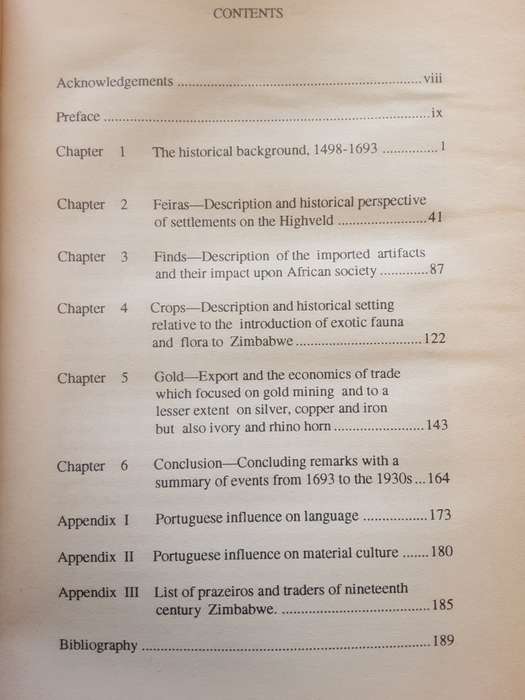 CONTENTS
Acknowledgements ........................................................... viii
Preface ................................................................................ ix
Chapter 1 The historical background, 1498-1693 .............. 1
Chapter 2 Feiras—Description and historical perspective
of settlements on the Highveld ....................... 41
Chapter 3 Finds—Description of the imported artifacts
and their impact upon African society ............. 87
Chapter 4 Crops—Description and historical setting
relative to the introduction of exotic fauna
and flora to Zimbabwe ................................. 122
Chapter 5 Gold—Export and the economics of trade
which focused on gold mining and to a
lesser extent on silver, copper and iron
but also ivory and rhino horn ....................... 143
Chapter 6 Conclusion—Concluding remarks with a
summary of events from 1693 to the 1930s ... 164
Appendix I Portuguese influence on language ................. 173
Appendix II Portuguese influence on material culture ....... 180
Appendix III List of prazeiros and traders of nineteenth
century Zimbabwe. ...................................... 185
Bibliography ....................................................................... 189